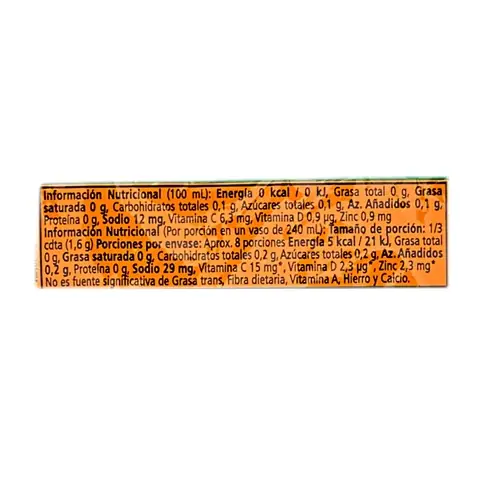 Información Nutricional (100 mL): Energía 0 kcal / 0 kJ, Grasa total 0 g, Grasa
saturada 0 g, Carbohidratos totales 0,1 g, Azúcares totales 0,1 g, Az. Añadidos 0,1 g,
Proteína 0 g, Sodio 12 mg, Vitamina C 6,3 mg, Vitamina D 0,9 µg, Zinc 0,9 mg
Información Nutricional (Por porción en un vaso de 240 mL): Tamaño de porción: 1/3
cdta (1,6 g) Porciones por envase: Aprox. 8 porciones Energía 5 kcal / 21 kJ, Grasa total
0 g, Grasa saturada 0 g, Carbohidratos totales 0,2 g, Azúcares totales 0,2 g, Az. Añadidos
0,2 g, Proteína 0 g, Sodio 29 mg, Vitamina C 15 mg*, Vitamina D 2,3 µg*, Zinc 2,3 mg*
No es fuente significativa de Grasa trans, Fibra dietaria, Vitamina A, Hierro y Calcio.